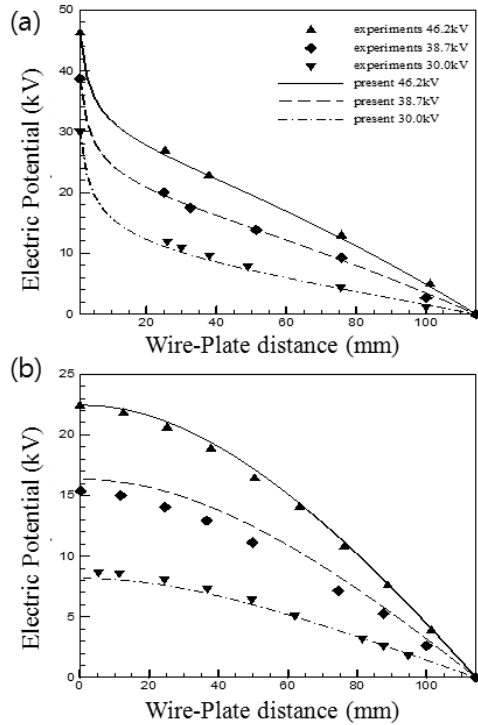 (a)
50
40
30
20
10
0
Electric Potential (kV)
experiments 46.2kV
experiments 38.7kV
experiments 30.0kV
present 46.2kV
present 38.7kV
present 30.0kV
20 40 60 80 100
Wire-Plate distance (mm)
(b)
25
20
15
10
5
0
Electric Potential (kV)
0 20 40 60 80 100
Wire-Plate distance (mm)